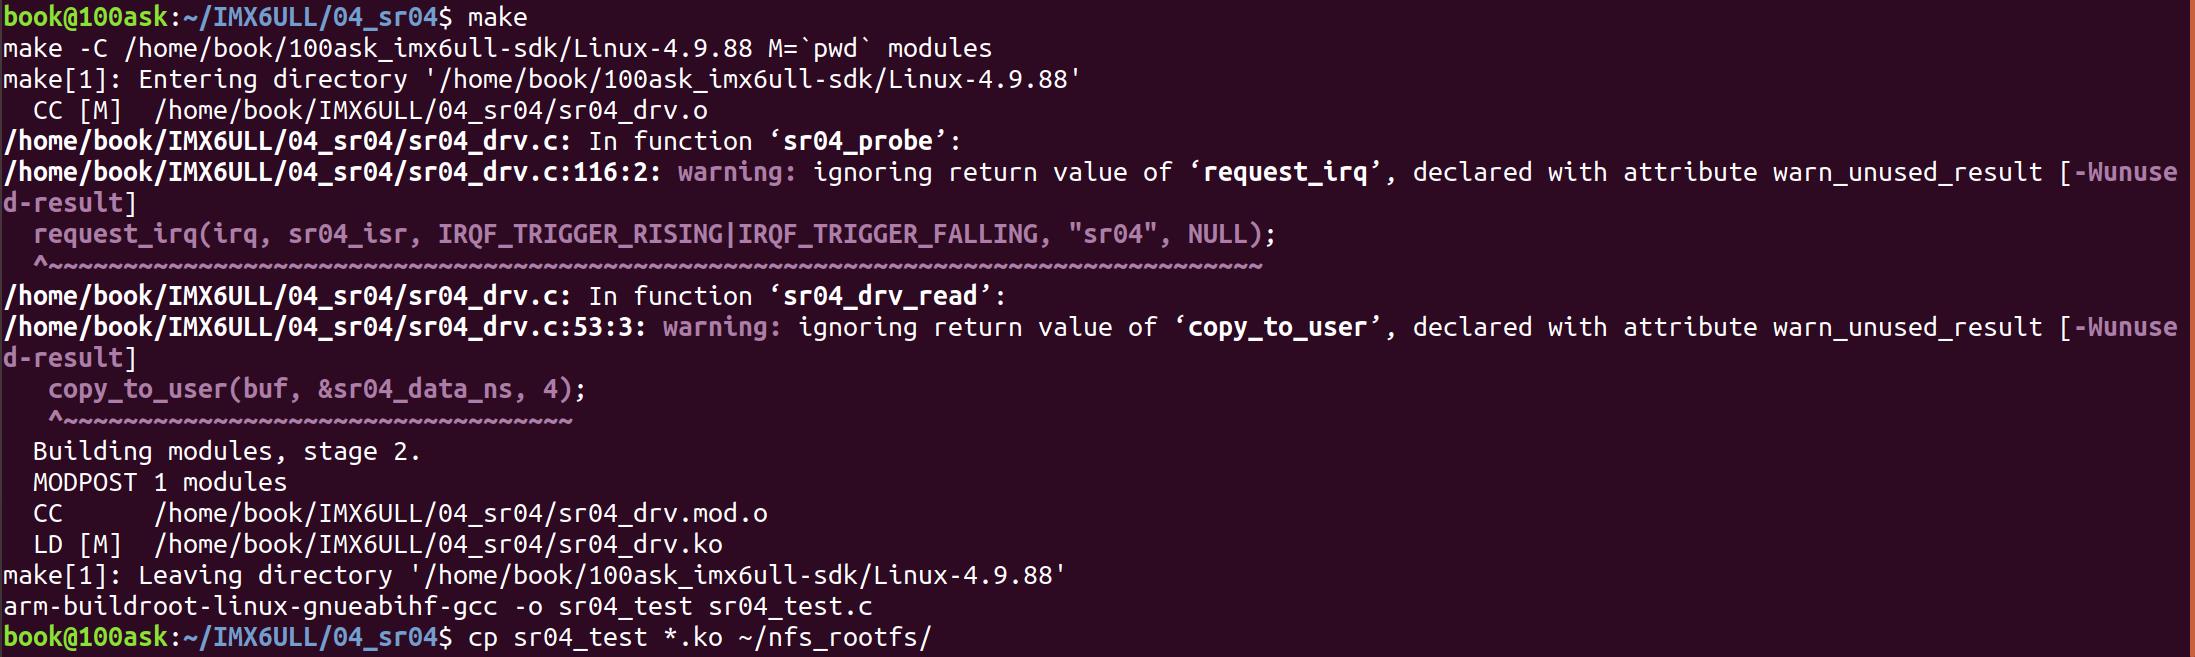 book@100ask:~/IMX6ULL/04_sr04$ make
make -C /home/book/100ask_imx6ull-sdk/Linux-4.9.88 M=`pwd` modules
make[1]: Entering directory '/home/book/100ask_imx6ull-sdk/Linux-4.9.88'
  CC [M]  /home/book/IMX6ULL/04_sr04/sr04_drv.o
/home/book/IMX6ULL/04_sr04/sr04_drv.c: In function ‘sr04_probe’:
/home/book/IMX6ULL/04_sr04/sr04_drv.c:116:2: warning: ignoring return value of ‘request_irq’, declared with attribute warn_unused_result [-Wunuse
d-result]
  request_irq(irq, sr04_isr, IRQF_TRIGGER_RISING|IRQF_TRIGGER_FALLING, "sr04", NULL);
  ^~~~~~~~~~~~~~~~~~~~~~~~~~~~~~~~~~~~~~~~~~~~~~~~~~~~~~~~~~~~~~~~~~~~~~~~~~~~~~~~~~
/home/book/IMX6ULL/04_sr04/sr04_drv.c: In function ‘sr04_drv_read’:
/home/book/IMX6ULL/04_sr04/sr04_drv.c:53:3: warning: ignoring return value of ‘copy_to_user’, declared with attribute warn_unused_result [-Wunuse
d-result]
   copy_to_user(buf, &sr04_data_ns, 4);
   ^~~~~~~~~~~~~~~~~~~~~~~~~~~~~~~~~~~
  Building modules, stage 2.
  MODPOST 1 modules
  CC      /home/book/IMX6ULL/04_sr04/sr04_drv.mod.o
  LD [M]  /home/book/IMX6ULL/04_sr04/sr04_drv.ko
make[1]: Leaving directory '/home/book/100ask_imx6ull-sdk/Linux-4.9.88'
arm-buildroot-linux-gnueabihf-gcc -o sr04_test sr04_test.c
book@100ask:~/IMX6ULL/04_sr04$ cp sr04_test *.ko ~/nfs_rootfs/